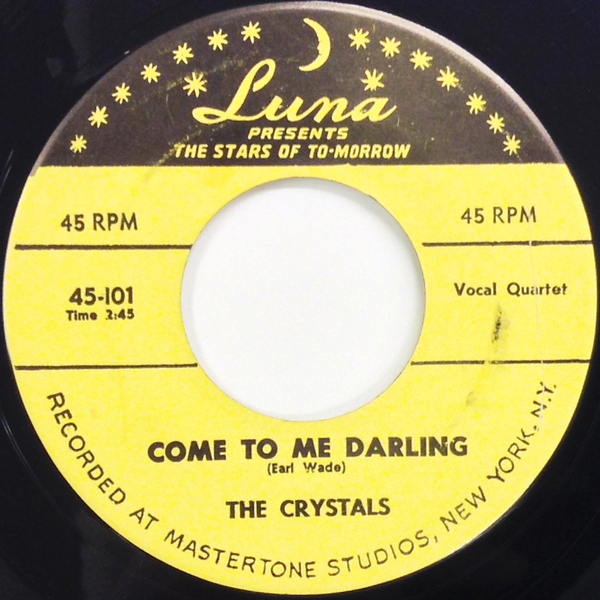 Luna
PRESENTS
THE STARS OF TO-MORROW
45 RPM
45 RPM
45-101
Time 2:45
Vocal Quartet
COME TO ME DARLING
(Earl Wade)
THE CRYSTALS
RECORDED AT MASTERTONE STUDIOS, NEW YORK, N.Y.